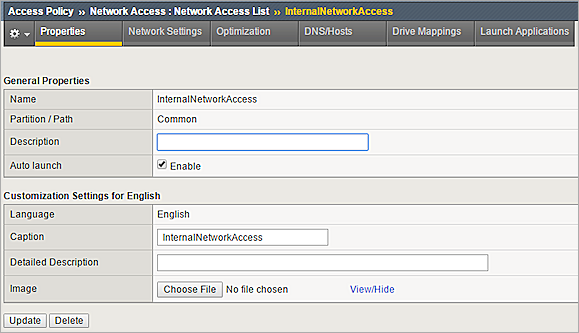 Access Policy »» Network Access : Network Access List »» InternalNetworkAccess
Properties Network Settings Optimization DNS/Hosts Drive Mappings Launch Applications
General Properties
Name InternalNetworkAccess
Partition / Path Common
Description
Auto launch Enable
Customization Settings for English
Language English
Caption InternalNetworkAccess
Detailed Description
Image Choose File No file chosen View/Hide
Update Delete